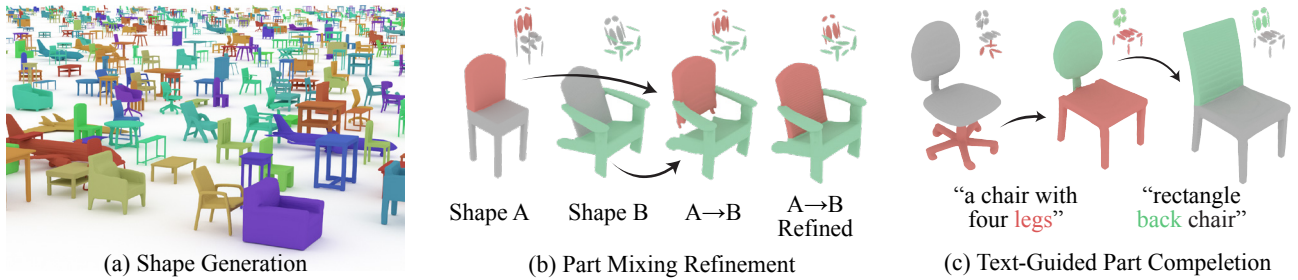 Shape A
Shape B
A→B
A→B
Refined
"a chair with
four legs"
"rectangle
back chair"
(a) Shape Generation
(b) Part Mixing Refinement
(c) Text-Guided Part Compeletion